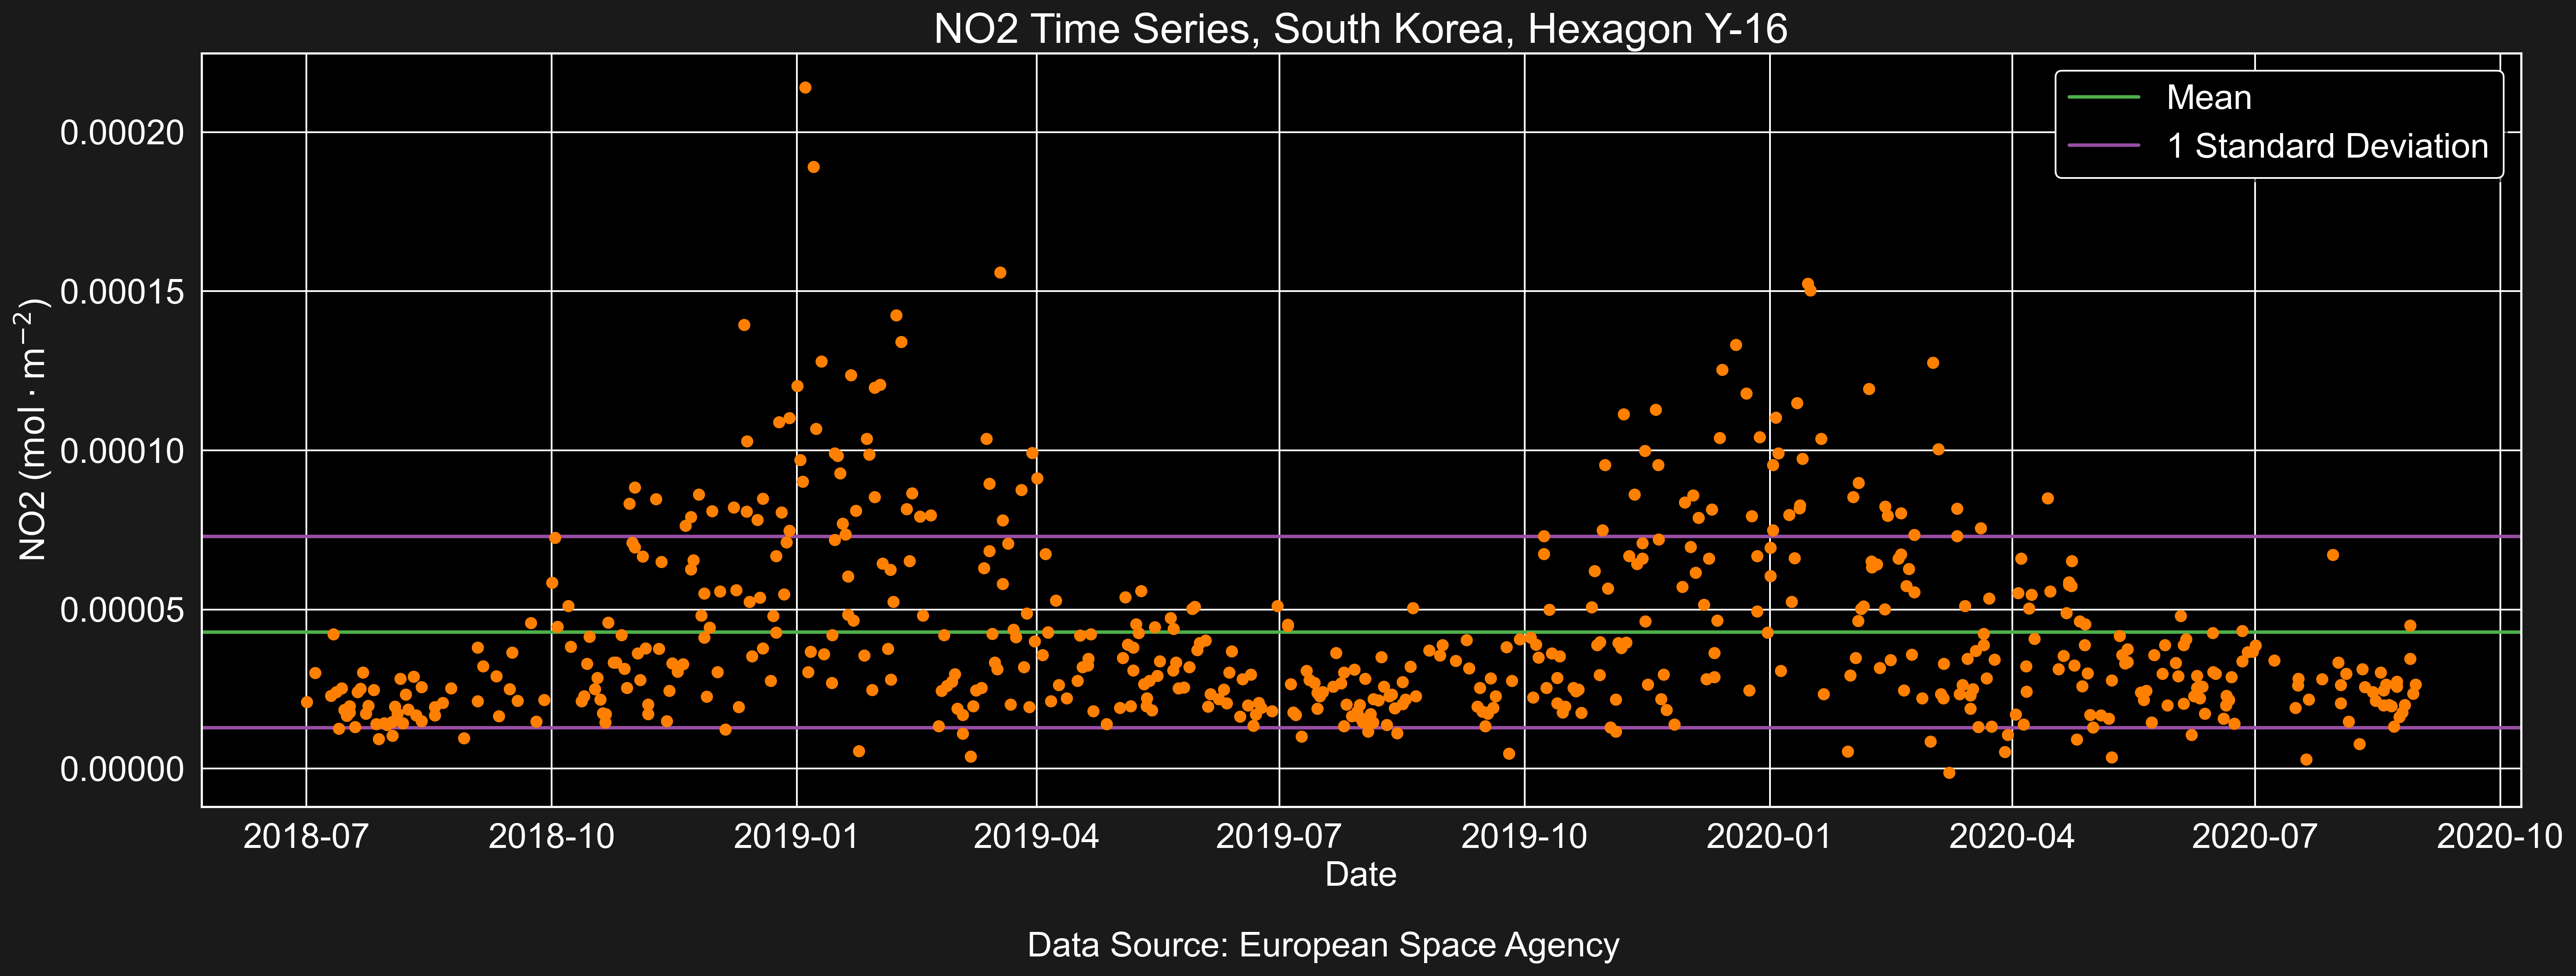 NO2 Time Series, South Korea, Hexagon Y-16
Mean
1 Standard Deviation
NO2 (mol · m⁻²)
0.00020
0.00015
0.00010
0.00005
0.00000
2018-07 2018-10 2019-01 2019-04 2019-07 2019-10 2020-01 2020-04 2020-07 2020-10
Date
Data Source: European Space Agency